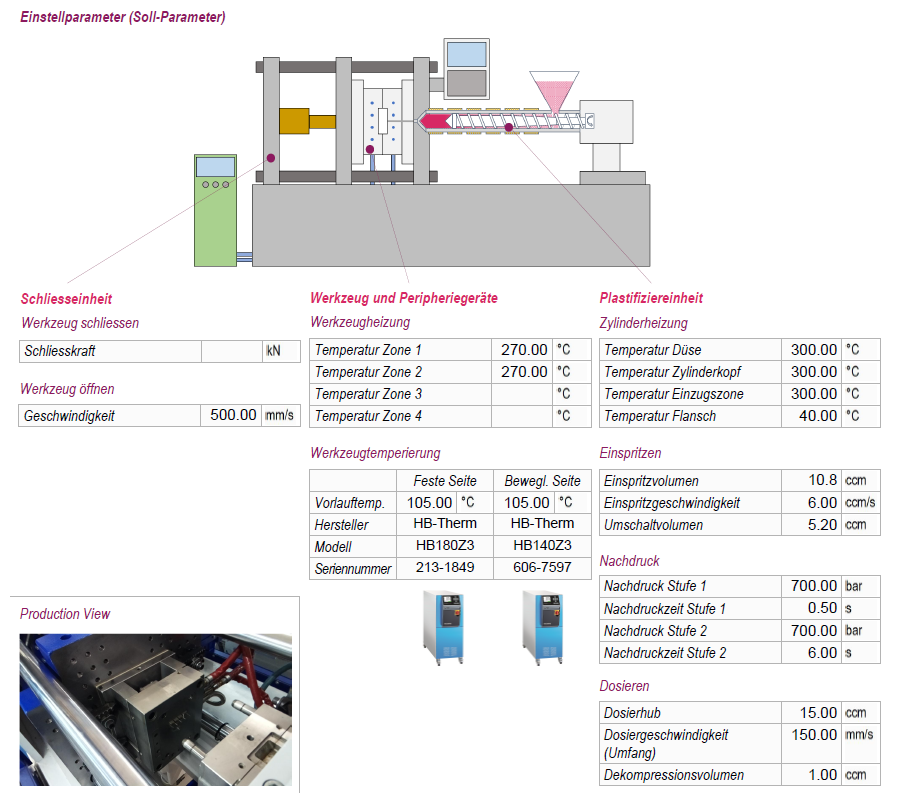 Einstellparameter (Soll-Parameter)
Schliesseinheit
Werkzeug schliessen
Schliesskraft kN
Werkzeug öffnen
Geschwindigkeit 500.00 mm/s
Werkzeug und Peripheriegeräte
Werkzeugheizung
Temperatur Zone 1 270.00 °C
Temperatur Zone 2 270.00 °C
Temperatur Zone 3 °C
Temperatur Zone 4 °C
Werkzeugtemperierung
Feste Seite Bewegl. Seite
Vorlauftemp. 105.00 °C 105.00 °C
Hersteller HB-Therm HB-Therm
Modell HB180Z3 HB140Z3
Seriennummer 213-1849 606-7597
Plastifiziereinheit
Zylinderheizung
Temperatur Düse 300.00 °C
Temperatur Zylinderkopf 300.00 °C
Temperatur Einzugszone 300.00 °C
Temperatur Flansch 40.00 °C
Einspritzen
Einspritzvolumen 10.8 ccm
Einspritzgeschwindigkeit 6.00 ccm/s
Umschaltvolumen 5.20 ccm
Nachdruck
Nachdruck Stufe 1 700.00 bar
Nachdruckzeit Stufe 1 0.50 s
Nachdruck Stufe 2 700.00 bar
Nachdruckzeit Stufe 2 6.00 s
Dosieren
Dosierhub 15.00 ccm
Dosiergeschwindigkeit 150.00 mm/s
(Umfang)
Dekompressionsvolumen 1.00 ccm
Production View